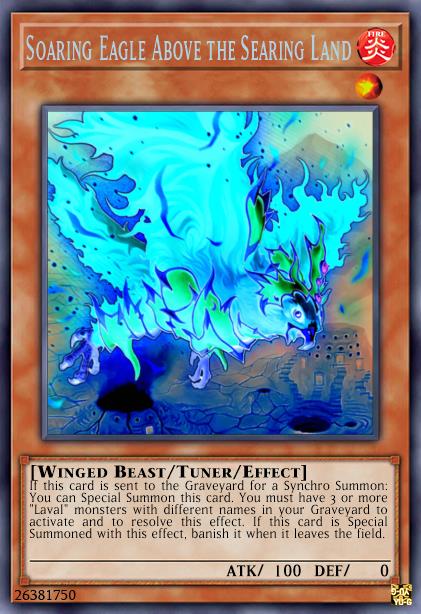 Soaring Eagle Above the Searing Land
FIRE
炎
[Winged Beast/Tuner/Effect]
If this card is sent to the Graveyard for a Synchro Summon:
You can Special Summon this card. You must have 3 or more
"Laval" monsters with different names in your Graveyard to
activate and to resolve this effect. If this card is Special
Summoned with this effect, banish it when it leaves the field.
ATK/ 100 DEF/ 0
26381750